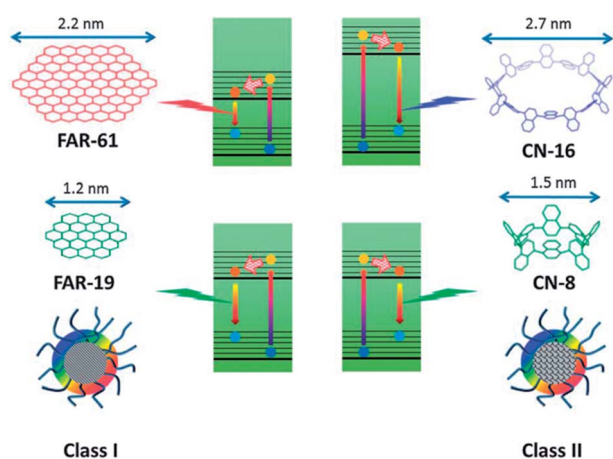 2.2 nm
2.7 nm
FAR-61
CN-16
1.2 nm
1.5 nm
FAR-19
CN-8
Class I
Class II